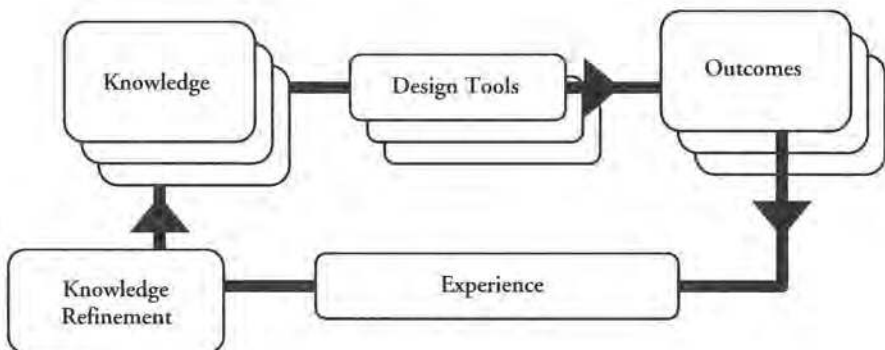 Knowledge
Design Tools
Outcomes
Experience
Knowledge
Refinement